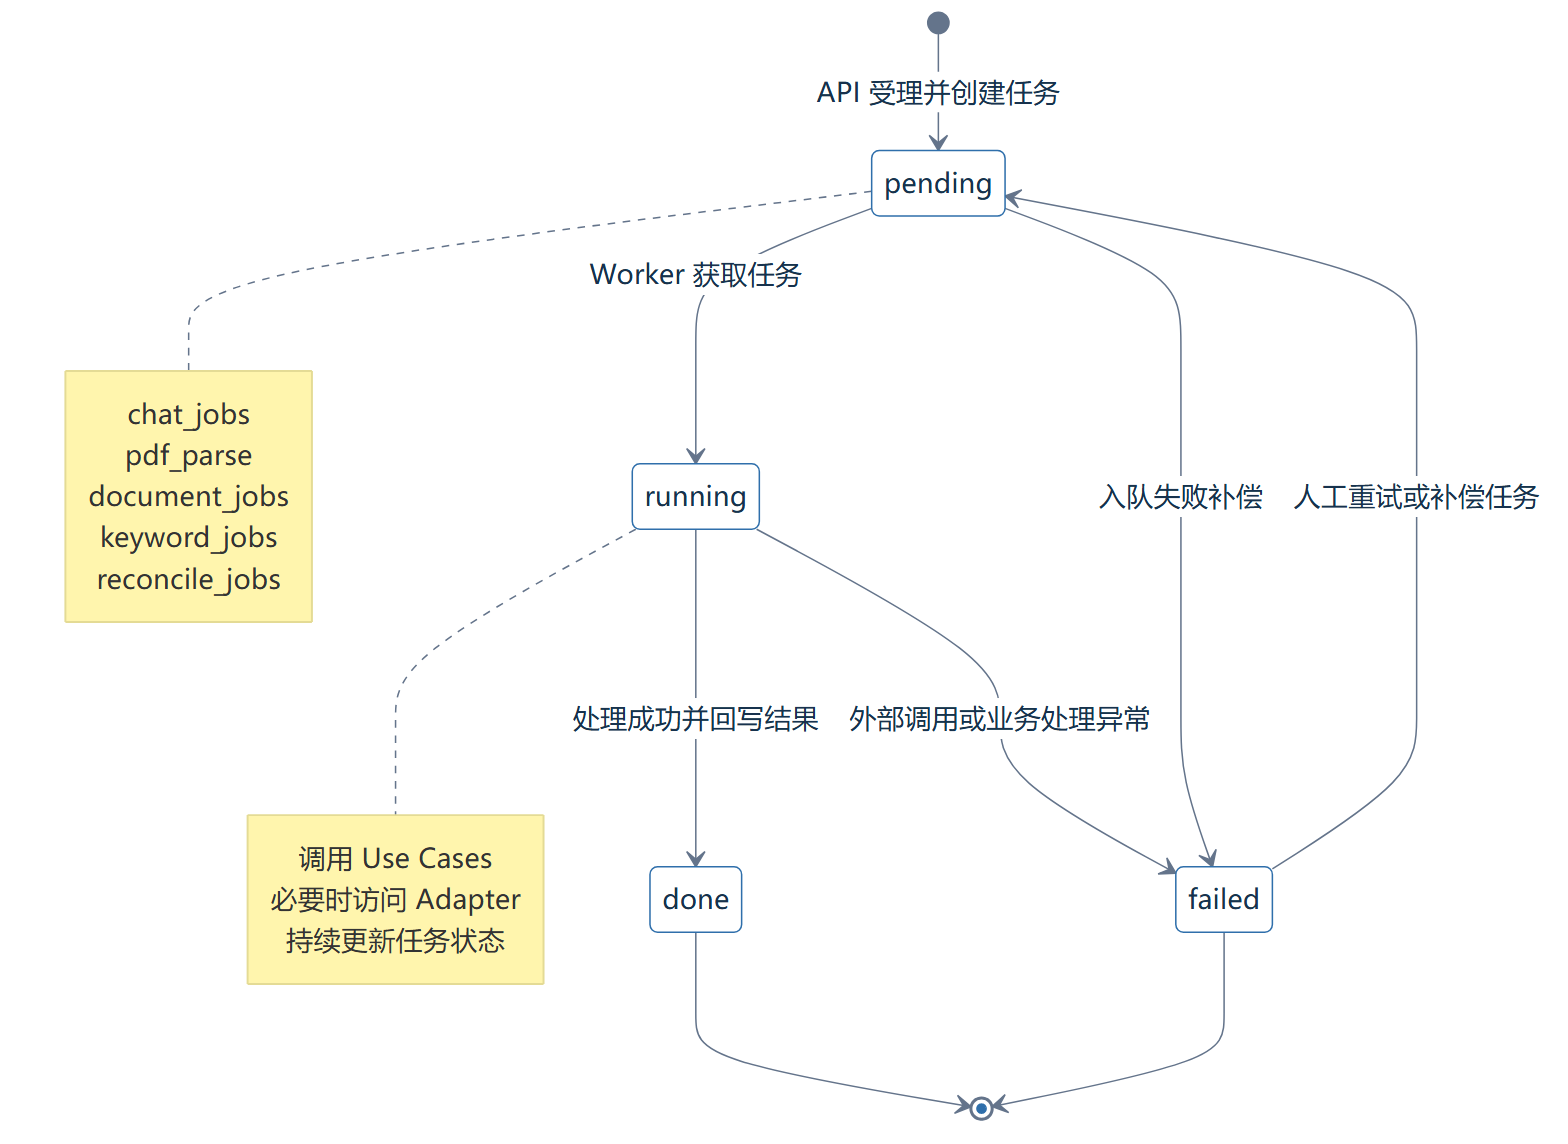 API 受理并创建任务
pending
Worker 获取任务
chat_jobs
pdf_parse
document_jobs
keyword_jobs
reconcile_jobs
running
入队失败补偿
人工重试或补偿任务
处理成功并回写结果
外部调用或业务处理异常
调用 Use Cases
必要时访问 Adapter
持续更新任务状态
done
failed